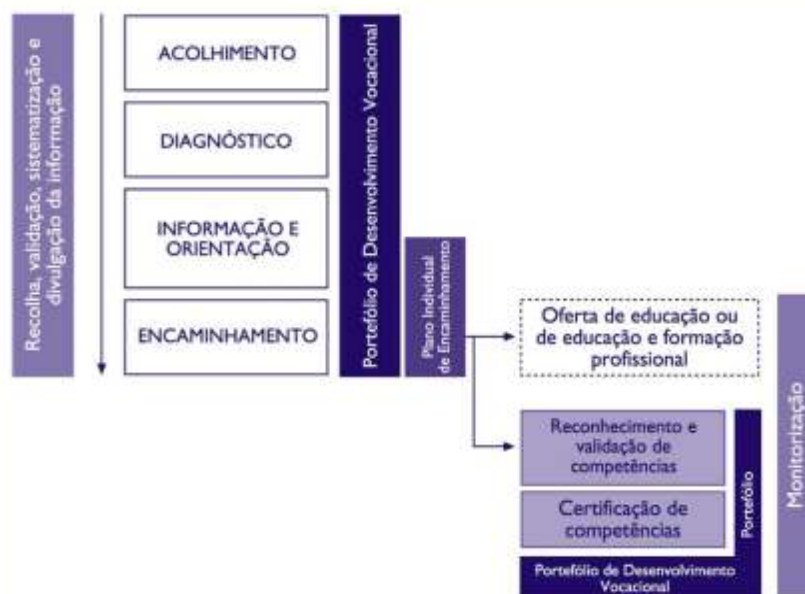 Recolha, validação, sistematização e
divulgação da informação
ACOLHIMENTO
DIAGNÓSTICO
INFORMAÇÃO E
ORIENTAÇÃO
ENCAMINHAMENTO
Portefólio de Desenvolvimento Vocacional
Plano Individual
de Encaminhamento
Oferta de educação ou
de educação e formação
profissional
Reconhecimento e
validação de
competências
Certificação de
competências
Portefólio
Portefólio de Desenvolvimento
Vocacional
Monitorização